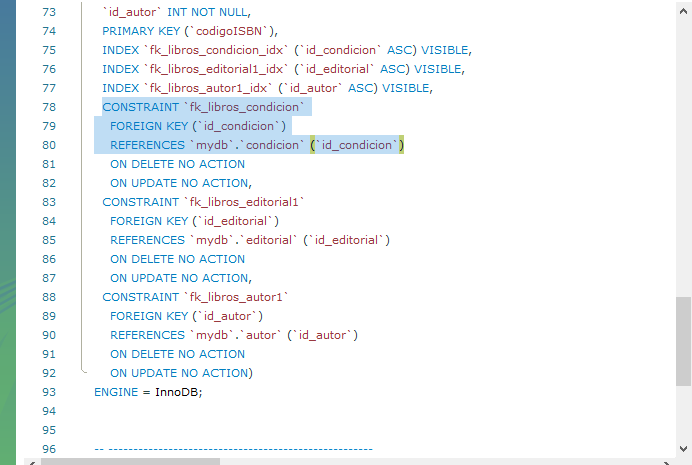 73 `id_autor` INT NOT NULL,
74 PRIMARY KEY (`codigoISBN`),
75 INDEX `fk_libros_condicion_idx` (`id_condicion` ASC) VISIBLE,
76 INDEX `fk_libros_editorial1_idx` (`id_editorial` ASC) VISIBLE,
77 INDEX `fk_libros_autor1_idx` (`id_autor` ASC) VISIBLE,
78 CONSTRAINT `fk_libros_condicion`
79 FOREIGN KEY (`id_condicion`)
80 REFERENCES `mydb`.`condicion` (`id_condicion`)
81 ON DELETE NO ACTION
82 ON UPDATE NO ACTION,
83 CONSTRAINT `fk_libros_editorial1`
84 FOREIGN KEY (`id_editorial`)
85 REFERENCES `mydb`.`editorial` (`id_editorial`)
86 ON DELETE NO ACTION
87 ON UPDATE NO ACTION,
88 CONSTRAINT `fk_libros_autor1`
89 FOREIGN KEY (`id_autor`)
90 REFERENCES `mydb`.`autor` (`id_autor`)
91 ON DELETE NO ACTION
92 ON UPDATE NO ACTION)
93 ENGINE = InnoDB;
94
95
96 -- -----------------------------------------------------